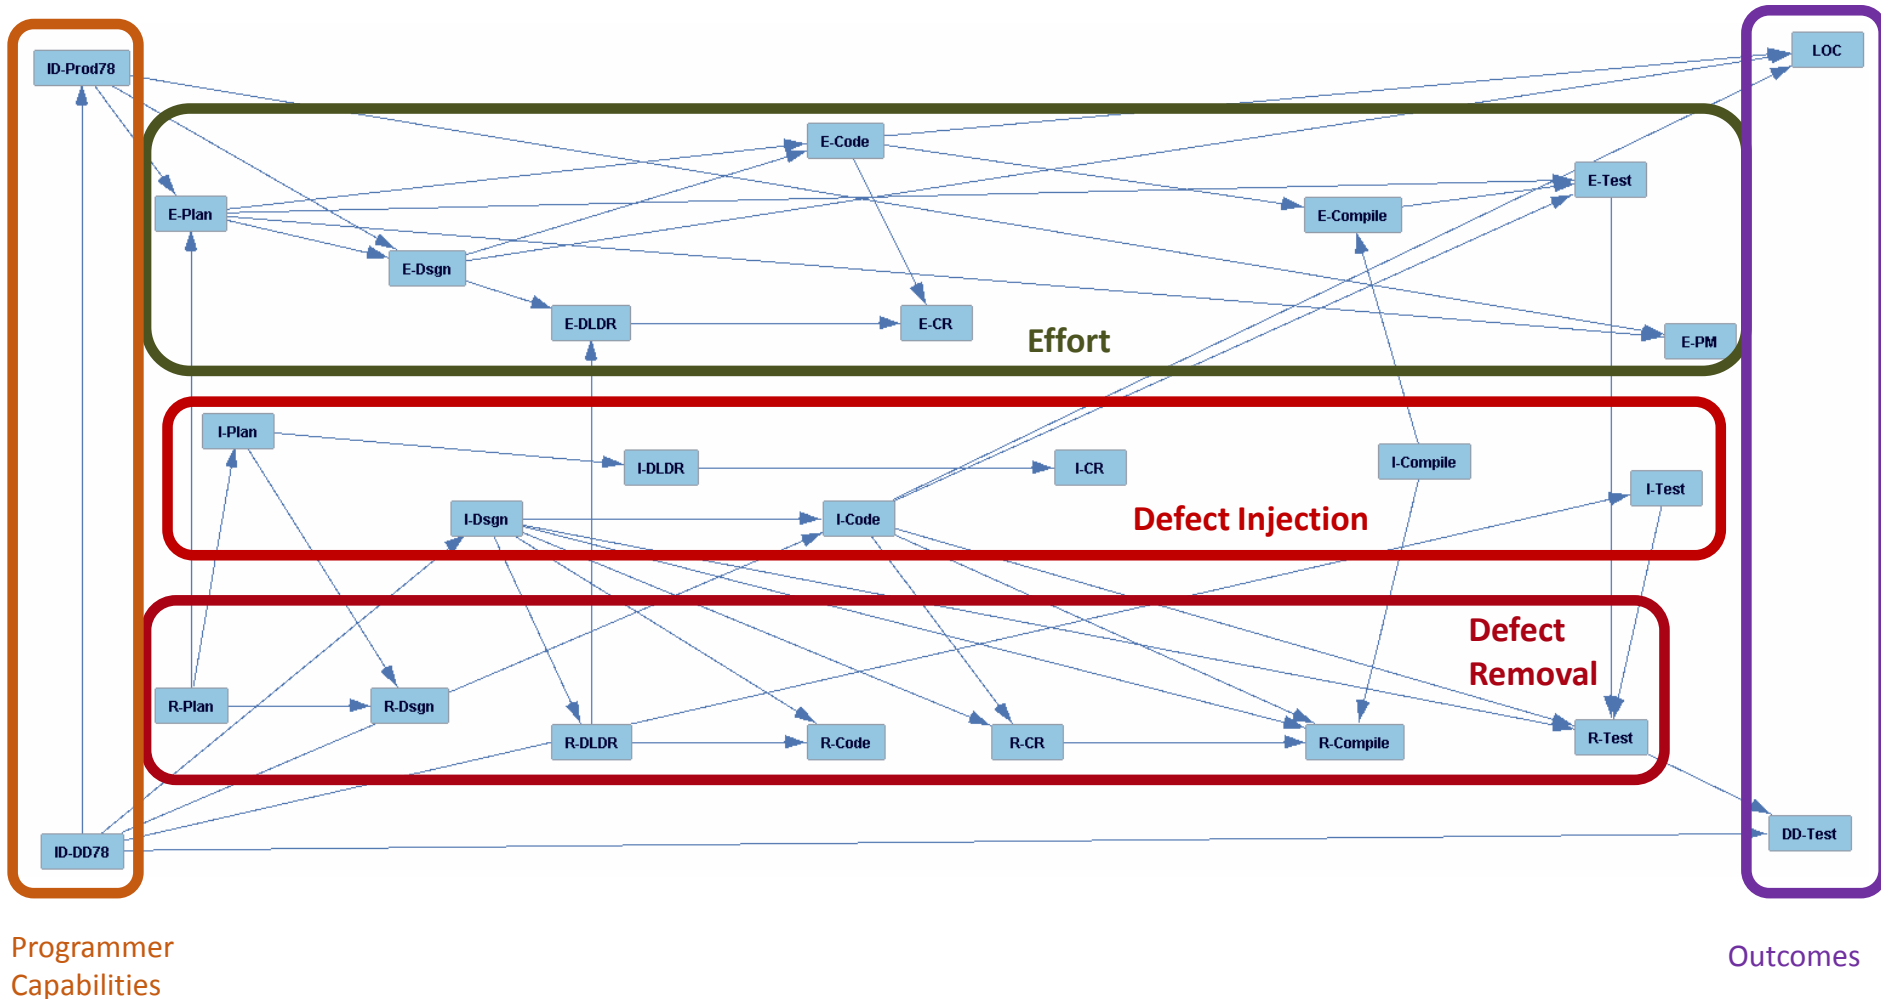 ID-Prod78
LOC
E-Code
E-Test
E-Plan
E-Compile
E-Dsgn
E-DLDR
E-CR
E-PM
Effort
I-Plan
I-DLDR
I-CR
I-Compile
I-Test
I-Dsgn
I-Code
Defect Injection
Defect
Removal
R-Plan
R-Dsgn
R-DLDR
R-Code
R-CR
R-Compile
R-Test
ID-DD78
DD-Test
Programmer
Capabilities
Outcomes